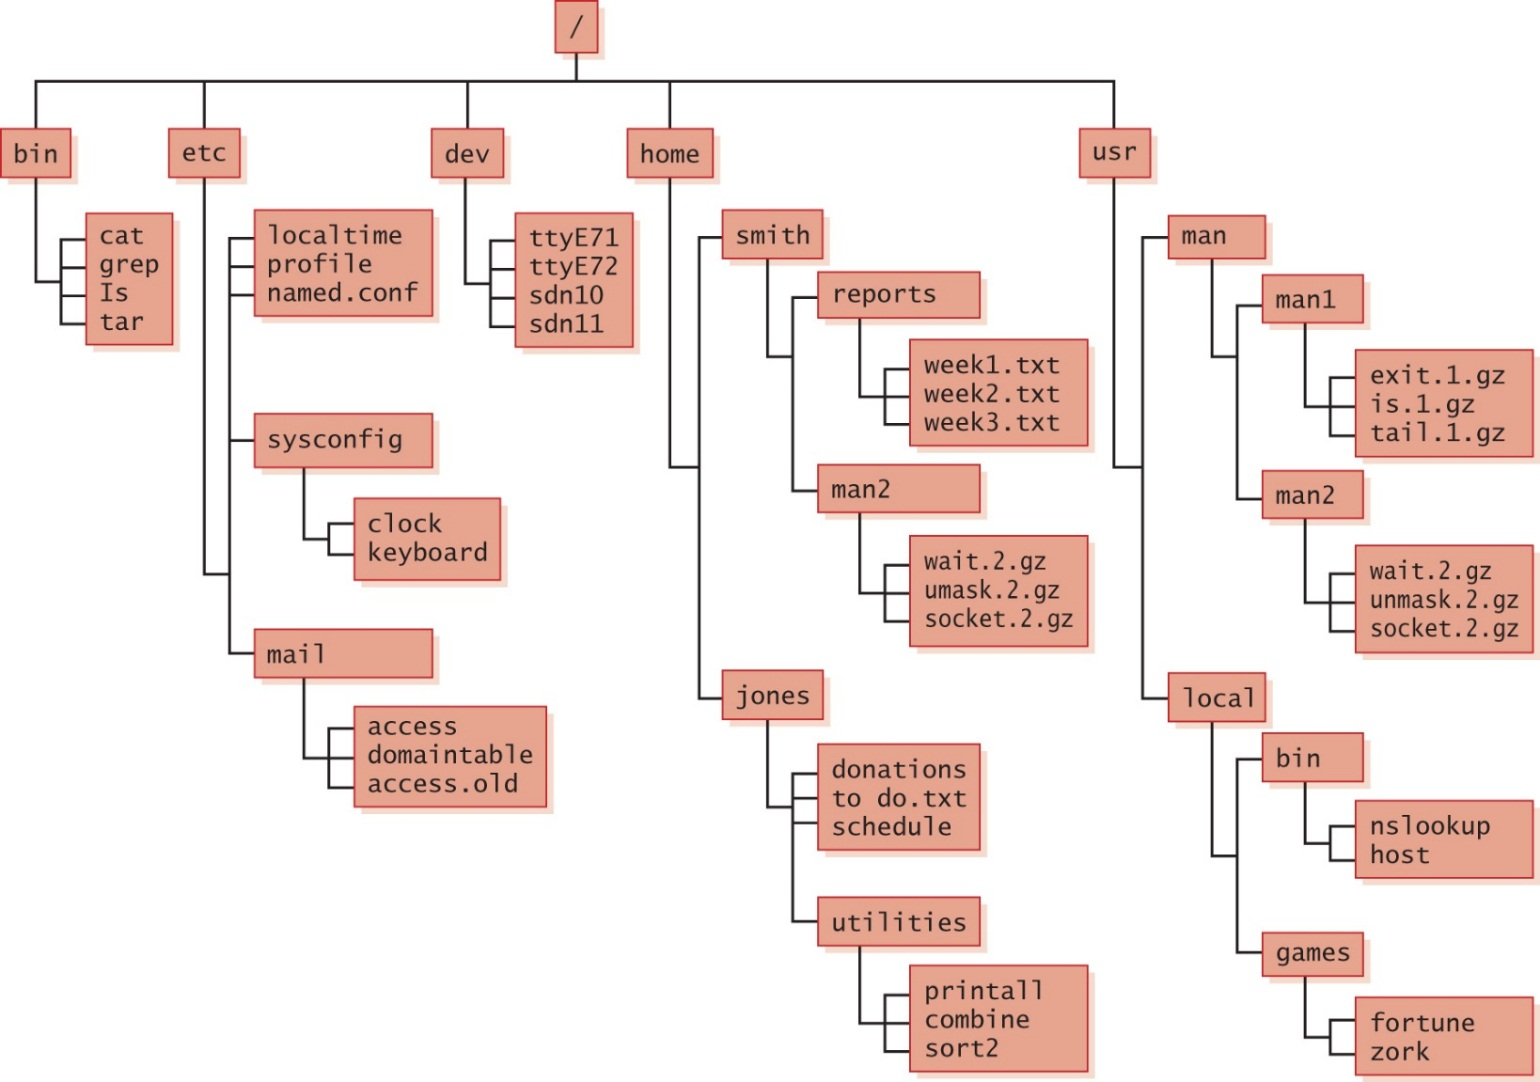 /
bin
etc
dev
home
usr
cat
grep
Is
tar
localtime
profile
named.conf
sysconfig
clock
keyboard
mail
access
domaintable
access.old
ttyE71
ttyE72
sdn10
sdn11
smith
reports
week1.txt
week2.txt
week3.txt
man2
wait.2.gz
umask.2.gz
socket.2.gz
jones
donations
to do.txt
schedule
utilities
printall
combine
sort2
man
man1
exit.1.gz
is.1.gz
tail.1.gz
man2
wait.2.gz
unmask.2.gz
socket.2.gz
local
bin
nslookup
host
games
fortune
zork